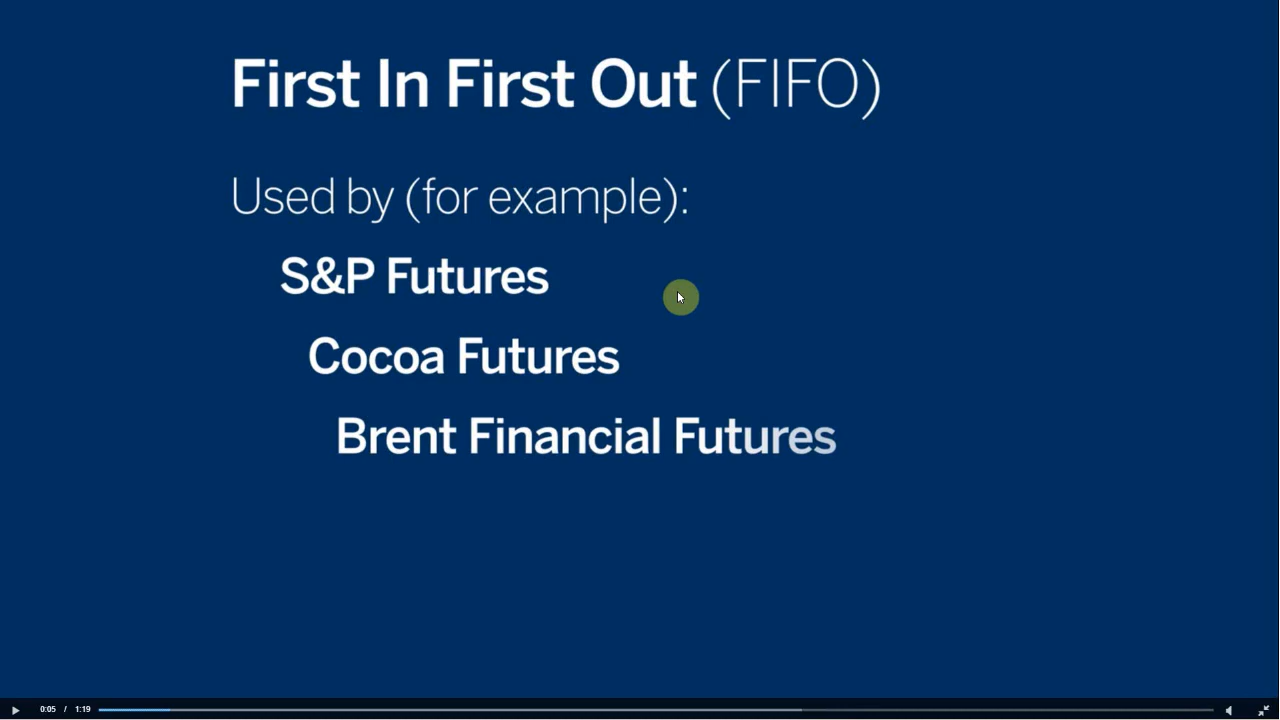 First In First Out (FIFO)
Used by (for example):
S&P Futures
Cocoa Futures
Brent Financial Futures
0:05 / 1:19